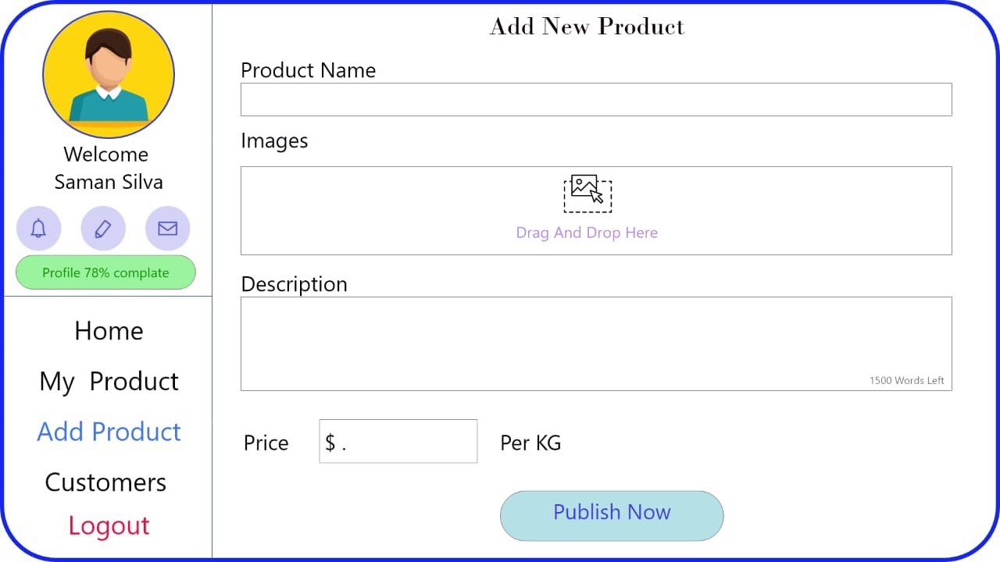 Welcome
Saman Silva
Profile 78% complate
Home
My Product
Add Product
Customers
Logout
Add New Product
Product Name
Images
Drag And Drop Here
Description
1500 Words Left
Price
$ .
Per KG
Publish Now